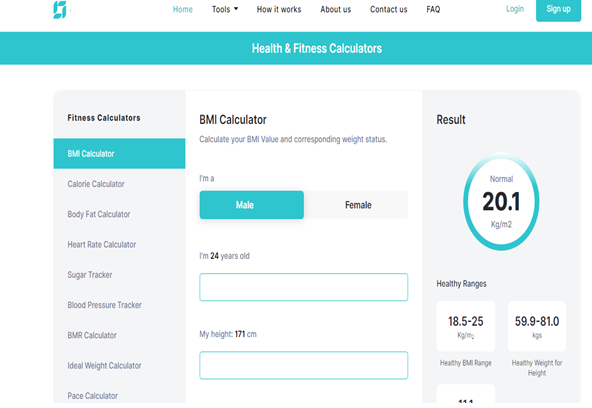 Home Tools How it works About us Contact us FAQ Login Sign up
Health & Fitness Calculators
Fitness Calculators
BMI Calculator
Calorie Calculator
Body Fat Calculator
Heart Rate Calculator
Sugar Tracker
Blood Pressure Tracker
BMR Calculator
Ideal Weight Calculator
Pace Calculator
BMI Calculator
Calculate your BMI Value and corresponding weight status.
I'm a
Male Female
I'm 24 years old
My height: 171 cm
Result
Normal
20.1
Kg/m2
Healthy Ranges
18.5-25
Kg/m2
Healthy BMI Range
59.9-81.0
kgs
Healthy Weight for
Height